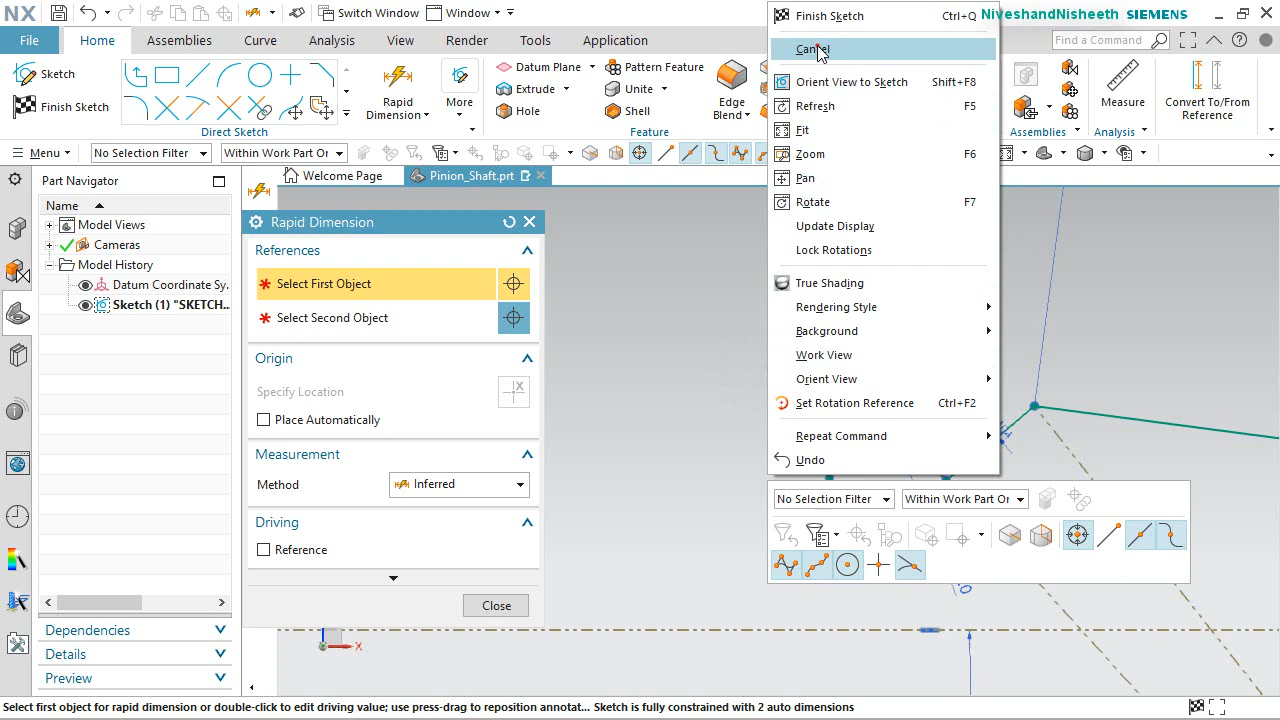 NX
Switch Window
Window
NiveshandNisheeth SIEMENS
File
Home
Assemblies
Curve
Analysis
View
Render
Tools
Application
Find a Command
Sketch
Finish Sketch
Direct Sketch
Rapid
Dimension
More
Datum Plane
Extrude
Hole
Pattern Feature
Unite
Shell
Feature
Edge
Blend
Assemblies
Measure
Analysis
Convert To/From
Reference
Menu
No Selection Filter
Within Work Part Or
Part Navigator
Name
Model Views
Cameras
Model History
Datum Coordinate Sy...
Sketch (1) "SKETCH...
Dependencies
Details
Preview
Welcome Page
Pinion_Shaft.prt
Rapid Dimension
References
* Select First Object
* Select Second Object
Origin
Specify Location
Place Automatically
Measurement
Method
Inferred
Driving
Reference
Close
Finish Sketch Ctrl+Q
Cancel
Orient View to Sketch Shift+F8
Refresh F5
Fit
Zoom F6
Pan
Rotate F7
Update Display
Lock Rotations
True Shading
Rendering Style
Background
Work View
Orient View
Set Rotation Reference Ctrl+F2
Repeat Command
Undo
No Selection Filter
Within Work Part Or
X
Select first object for rapid dimension or double-click to edit driving value; use press-drag to reposition annotat... Sketch is fully constrained with 2 auto dimensions